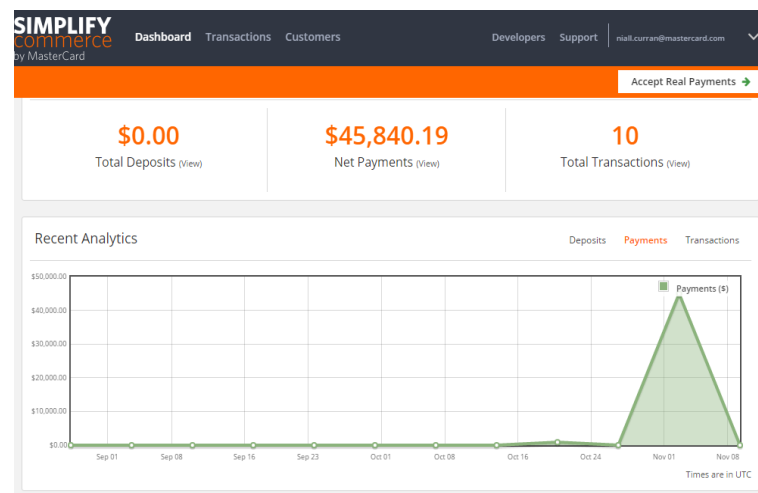 SIMPLIFY
commerce
by MasterCard
Dashboard Transactions Customers
Developers Support niall.curran@mastercard.com
Accept Real Payments
$0.00
Total Deposits (View)
$45,840.19
Net Payments (View)
10
Total Transactions (View)
Recent Analytics
Deposits Payments Transactions
Payments ($)
$50,000.00
$40,000.00
$30,000.00
$20,000.00
$10,000.00
$0.00
Sep 01 Sep 08 Sep 16 Sep 23 Oct 01 Oct 08 Oct 16 Oct 24 Nov 01 Nov 08
Times are in UTC